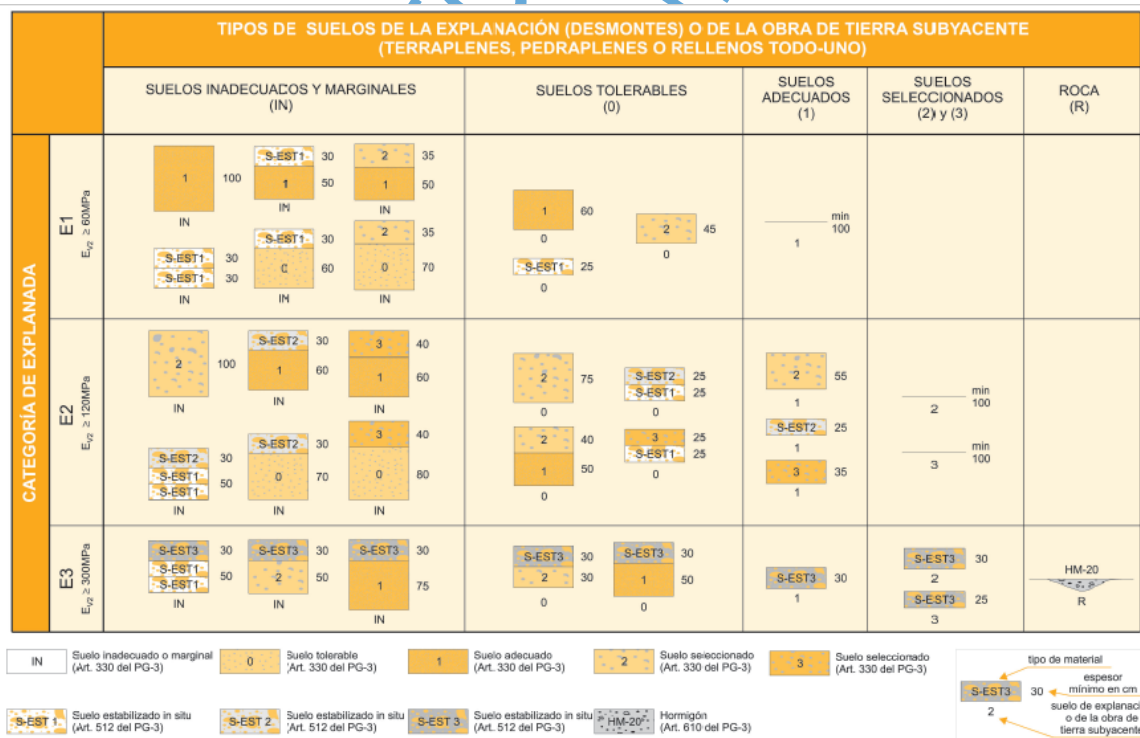 TIPOS DE SUELOS DE LA EXPLANACIÓN (DESMONTES) O DE LA OBRA DE TIERRA SUBYACENTE
(TERRAPLENES, PEDRAPLENES O RELLENOS TODO-UNO)
SUELOS INADECUADOS Y MARGINALES
(IN)
SUELOS TOLERABLES
(0)
SUELOS
ADECUADOS
(1)
SUELOS
SELECCIONADOS
(2) y (3)
ROCA
(R)
CATEGORÍA DE EXPLANADA
E1
Ev2 ≥ 60MPa
1 100
IN
S-EST1 30
1 50
IN
2 35
1 50
IN
S-EST1 30
S-EST1 30
IN
S-EST1 30
0 60
IN
2 35
0 70
IN
1 60
0
2 45
0
S-EST1 25
0
min
100
1
E2
Ev2 ≥ 120MPa
2 100
IN
S-EST2 30
1 60
IN
3 40
1 60
IN
S-EST2 30
S-EST1 50
S-EST1
IN
S-EST2 30
0 70
IN
3 40
0 80
IN
2 75
0
S-EST2 25
S-EST1 25
0
2 40
1 50
0
3 25
S-EST1 25
0
2 55
1
S-EST2 25
1
3 35
1
min
100
2
min
100
3
E3
Ev2 ≥ 300MPa
S-EST3 30
S-EST1 50
S-EST1
IN
S-EST3 30
2 50
IN
S-EST3 30
1 75
IN
S-EST3 30
2 30
0
S-EST3 30
1 50
0
S-EST3 30
1
S-EST3 30
2
S-EST3 25
3
HM-20
R
IN Suelo inadecuado o marginal
(Art. 330 del PG-3)
0 Suelo tolerable
(Art. 330 del PG-3)
1 Suelo adecuado
(Art. 330 del PG-3)
2 Suelo seleccionado
(Art. 330 del PG-3)
3 Suelo seleccionado
(Art. 330 del PG-3)
S-EST 1 Suelo estabilizado in situ
(Art. 512 del PG-3)
S-EST 2 Suelo estabilizado in situ
(Art. 512 del PG-3)
S-EST 3 Suelo estabilizado in situ
(Art. 512 del PG-3)
HM-20 Hormigón
(Art. 610 del PG-3)
tipo de material
espesor
S-EST3 30 mínimo en cm
suelo de explanaci
2 o de la obra de
tierra subyacente